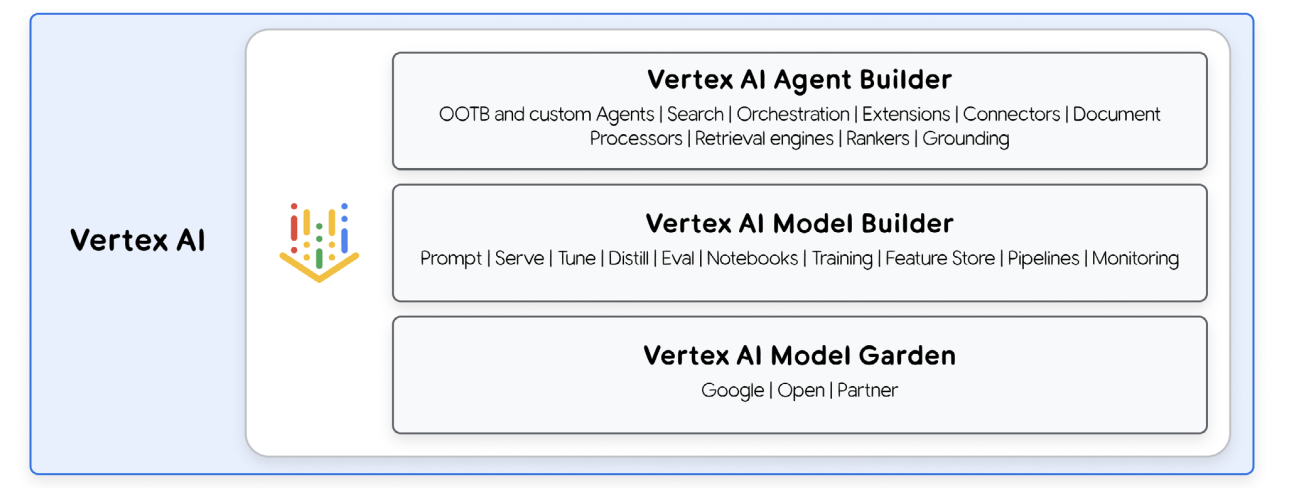 Vertex AI
Vertex AI Agent Builder
OOTB and custom Agents | Search | Orchestration | Extensions | Connectors | Document
Processors | Retrieval engines | Rankers | Grounding
Vertex AI Model Builder
Prompt | Serve | Tune | Distill | Eval | Notebooks | Training | Feature Store | Pipelines | Monitoring
Vertex AI Model Garden
Google | Open | Partner